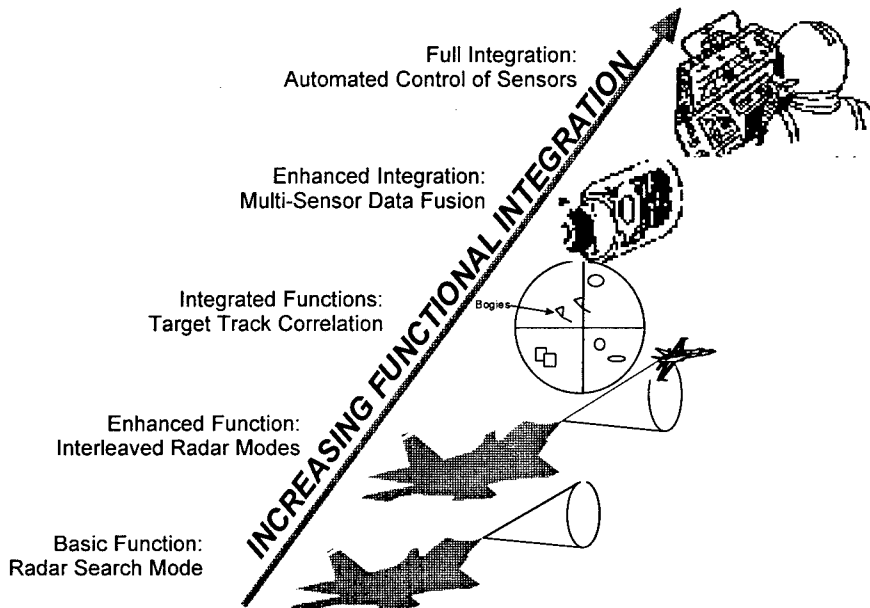 Full Integration:
Automated Control of Sensors
Enhanced Integration:
Multi-Sensor Data Fusion
Integrated Functions:
Target Track Correlation
Bogies
Enhanced Function:
Interleaved Radar Modes
Basic Function:
Radar Search Mode
INCREASING FUNCTIONAL INTEGRATION